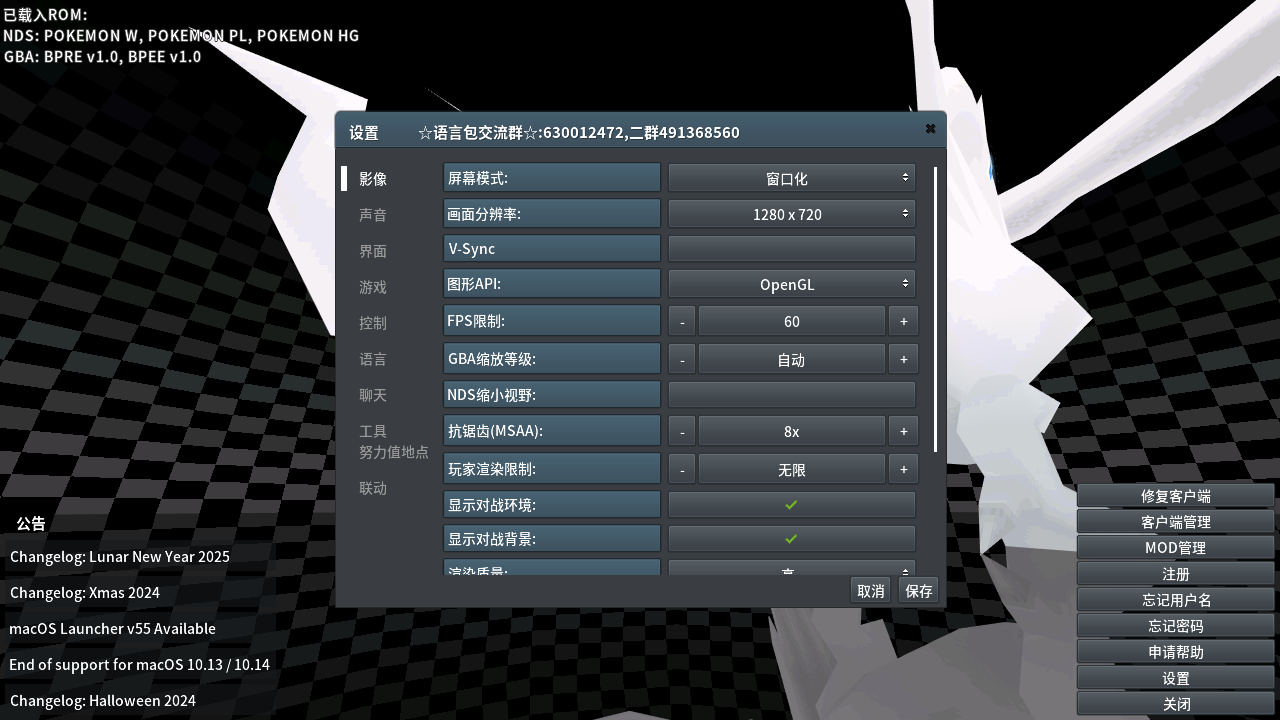 已载入ROM:
NDS: POKEMON W, POKEMON PL, POKEMON HG
GBA: BPRE v1.0, BPEE v1.0
设置 ☆语言包交流群☆:630012472,二群491368560
影像
声音
界面
游戏
控制
语言
聊天
工具
努力值地点
联动
屏幕模式: 窗口化
画面分辨率: 1280 x 720
V-Sync
图形API: OpenGL
FPS限制: - 60 +
GBA缩放等级: - 自动 +
NDS缩小视野:
抗锯齿(MSAA): - 8x +
玩家渲染限制: - 无限 +
显示对战环境:
显示对战背景:
渲染质量: 高
取消 保存
公告
Changelog: Lunar New Year 2025
Changelog: Xmas 2024
macOS Launcher v55 Available
End of support for macOS 10.13 / 10.14
Changelog: Halloween 2024
修复客户端
客户端管理
MOD管理
注册
忘记用户名
忘记密码
申请帮助
设置
关闭